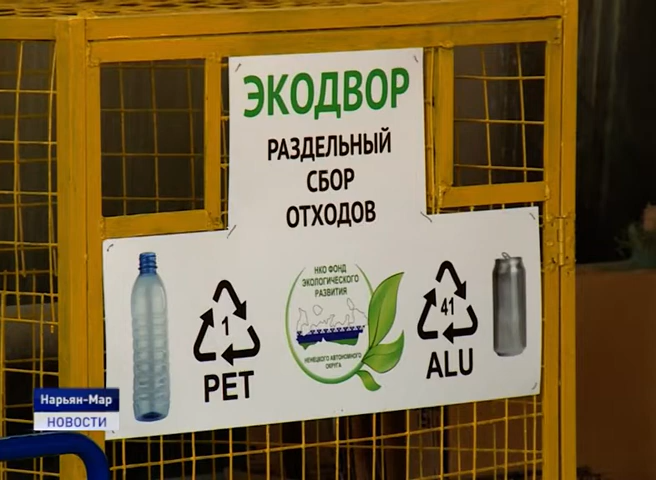 ЭКОДВОР
РАЗДЕЛЬНЫЙ
СБОР
ОТХОДОВ
НКО ФОНД
ЭКОЛОГИЧЕСКОГО
РАЗВИТИЯ
НЕНЕЦКОГО АВТОНОМНОГО
ОКРУГА
1
PET
41
ALU
Нарьян-Мар
НОВОСТИ